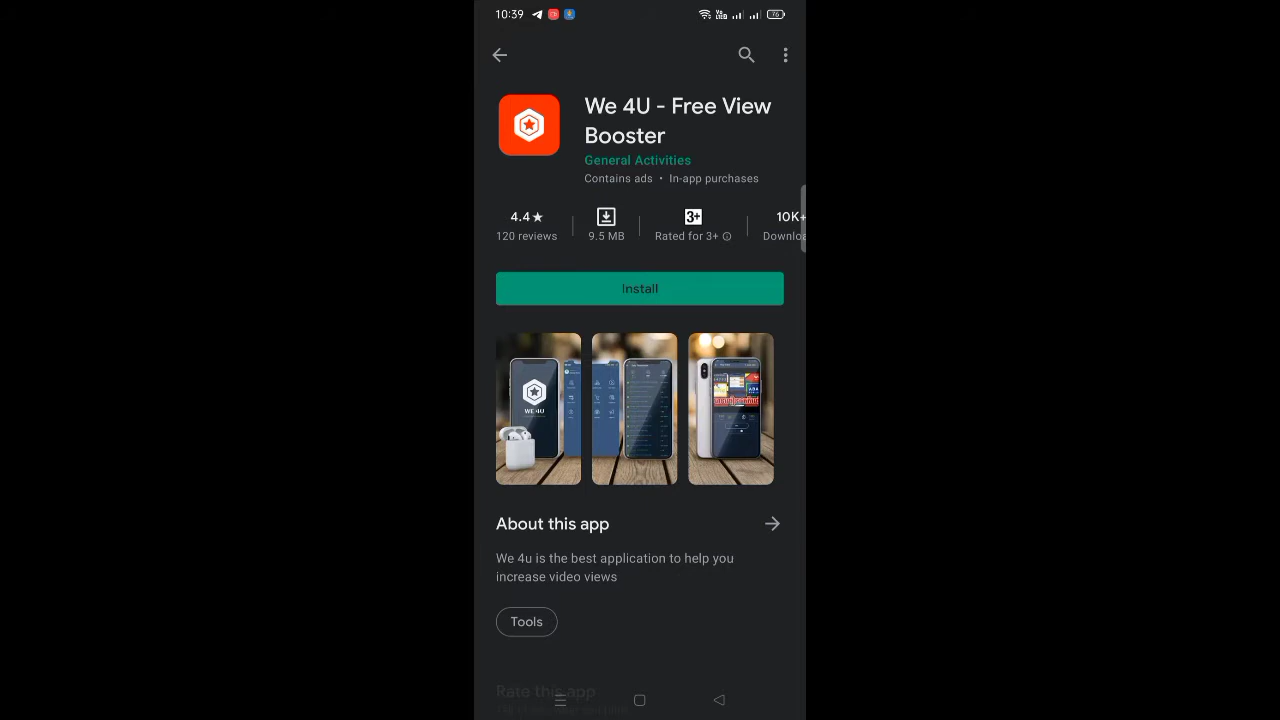 10:39
76
We 4U - Free View
Booster
General Activities
Contains ads • In-app purchases
4.4★
3+
10K+
120 reviews
9.5 MB
Rated for 3+
Downloa
Install
WE 4U
About this app
We 4u is the best application to help you
increase video views
Tools
Rate this app